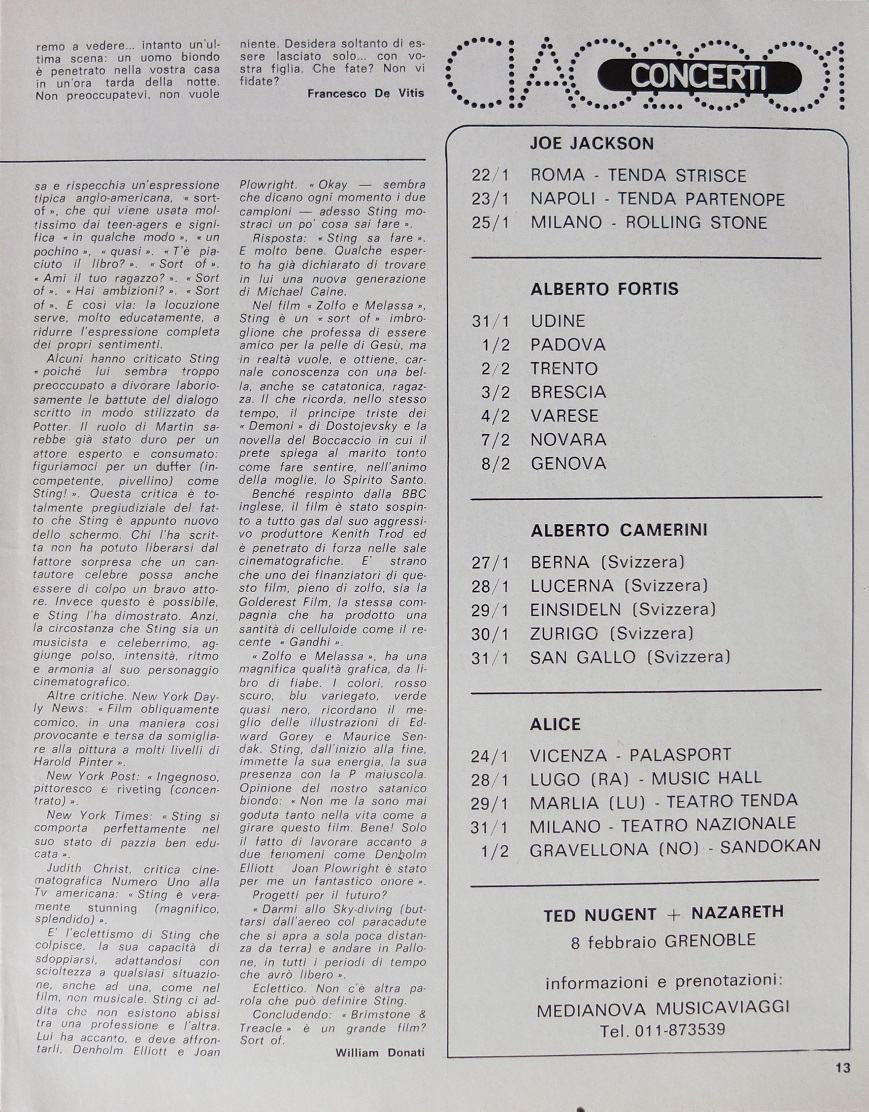 remo a vedere... intanto un'ul-
tima scena: un uomo biondo
è penetrato nella vostra casa
in un'ora tarda della notte.
Non preoccupatevi, non vuole
niente. Desidera soltanto di es-
sere lasciato solo... con vo-
stra figlia. Che fate? Non vi
fidate?
Francesco De Vitis
sa e rispecchia un'espressione
tipica anglo-americana, « sort-
of », che qui viene usata mol-
tissimo dai teen-agers e signi-
fica « in qualche modo », « un
pochino », « quasi ». « T'è pia-
ciuto il libro? ». « Sort of ».
« Ami il tuo ragazzo? ». « Sort
of ». « Hai ambizioni? ». « Sort
of ». E così via: la locuzione
serve, molto educatamente, a
ridurre l'espressione completa
dei propri sentimenti.
Alcuni hanno criticato Sting
« poiché lui sembra troppo
preoccupato a divorare laborio-
samente le battute del dialogo
scritto in modo stilizzato da
Potter. Il ruolo di Martin sa-
rebbe già stato duro per un
attore esperto e consumato:
figuriamoci per un duffer (in-
competente, pivellino) come
Sting! ». Questa critica è to-
talmente pregiudiziale del fat-
to che Sting è appunto nuovo
dello schermo. Chi l'ha scrit-
ta non ha potuto liberarsi dal
fattore sorpresa che un can-
tautore celebre possa anche
essere di colpo un bravo atto-
re. Invece questo è possibile,
e Sting l'ha dimostrato. Anzi,
la circostanza che Sting sia un
musicista e celeberrimo, ag-
giunge polso, intensità, ritmo
e armonia al suo personaggio
cinematografico.
Altre critiche. New York Day-
ly News: « Film obliquamente
comico, in una maniera così
provocante e tersa da somiglia-
re alla pittura a molti livelli di
Harold Pinter ».
New York Post: « Ingegnoso,
pittoresco e riveting (concen-
trato) ».
New York Times: « Sting si
comporta perfettamente nel
suo stato di pazzia ben edu-
cata ».
Judith Christ, critica cine-
matografica Numero Uno alla
Tv americana: « Sting è vera-
mente stunning (magnifico,
splendido) ».
E' l'eclettismo di Sting che
colpisce, la sua capacità di
sdoppiarsi, adattandosi con
scioltezza a qualsiasi situazio-
ne, anche ad una, come nel
film, non musicale. Sting ci ad-
dita che non esistono abissi
tra una professione e l'altra.
Lui ha accanto, e deve affron-
tarli, Denholm Elliott e Joan
Plowright. « Okay — sembra
che dicano ogni momento i due
campioni — adesso Sting mo-
straci un po' cosa sai fare ».
Risposta: « Sting sa fare ».
E molto bene. Qualche esper-
to ha già dichiarato di trovare
in lui una nuova generazione
di Michael Caine.
Nel film « Zolfo e Melassa »,
Sting è un « sort of » imbro-
glione che professa di essere
amico per la pelle di Gesù, ma
in realtà vuole, e ottiene, car-
nale conoscenza con una bel-
la, anche se catatonica, ragaz-
za. Il che ricorda, nello stesso
tempo, il principe triste dei
« Demoni » di Dostojevsky e la
novella del Boccaccio in cui il
prete spiega al marito tonto
come fare sentire, nell'animo
della moglie, lo Spirito Santo.
Benché respinto dalla BBC
inglese, il film è stato sospin-
to a tutto gas dal suo aggressi-
vo produttore Kenith Trod ed
è penetrato di forza nelle sale
cinematografiche. E' strano
che uno dei finanziatori di que-
sto film, pieno di zolfo, sia la
Golderest Film, la stessa com-
pagnia che ha prodotto una
santità di celluloide come il re-
cente « Gandhi ».
« Zolfo e Melassa », ha una
magnifica qualità grafica, da li-
bro di fiabe. I colori, rosso
scuro, blu variegato, verde
quasi nero, ricordano il me-
glio delle illustrazioni di Ed-
ward Gorey e Maurice Sen-
dak. Sting, dall'inizio alla fine,
immette la sua energia, la sua
presenza con la P maiuscola.
Opinione del nostro satanico
biondo: « Non me la sono mai
goduta tanto nella vita come a
girare questo film. Bene! Solo
il fatto di lavorare accanto a
due fenomeni come Denholm
Elliott Joan Plowright è stato
per me un fantastico onore ».
Progetti per il futuro?
« Darmi allo Sky-diving (but-
tarsi dall'aereo col paracadute
che si apra a sola poca distan-
za da terra) e andare in Pallo-
ne, in tutti i periodi di tempo
che avrò libero ».
Eclettico. Non c'è altra pa-
rola che può definire Sting.
Concludendo: « Brimstone &
Treacle » è un grande film?
Sort of.
William Donati
CIAO 2001
CONCERTI
JOE JACKSON
22/1 ROMA - TENDA STRISCE
23/1 NAPOLI - TENDA PARTENOPE
25/1 MILANO - ROLLING STONE
ALBERTO FORTIS
31/1 UDINE
1/2 PADOVA
2/2 TRENTO
3/2 BRESCIA
4/2 VARESE
7/2 NOVARA
8/2 GENOVA
ALBERTO CAMERINI
27/1 BERNA (Svizzera)
28/1 LUCERNA (Svizzera)
29/1 EINSIDELN (Svizzera)
30/1 ZURIGO (Svizzera)
31/1 SAN GALLO (Svizzera)
ALICE
24/1 VICENZA - PALASPORT
28/1 LUGO (RA) - MUSIC HALL
29/1 MARLIA (LU) - TEATRO TENDA
31/1 MILANO - TEATRO NAZIONALE
1/2 GRAVELLONA (NO) - SANDOKAN
TED NUGENT + NAZARETH
8 febbraio GRENOBLE
informazioni e prenotazioni:
MEDIANOVA MUSICAVIAGGI
Tel. 011-873539
13